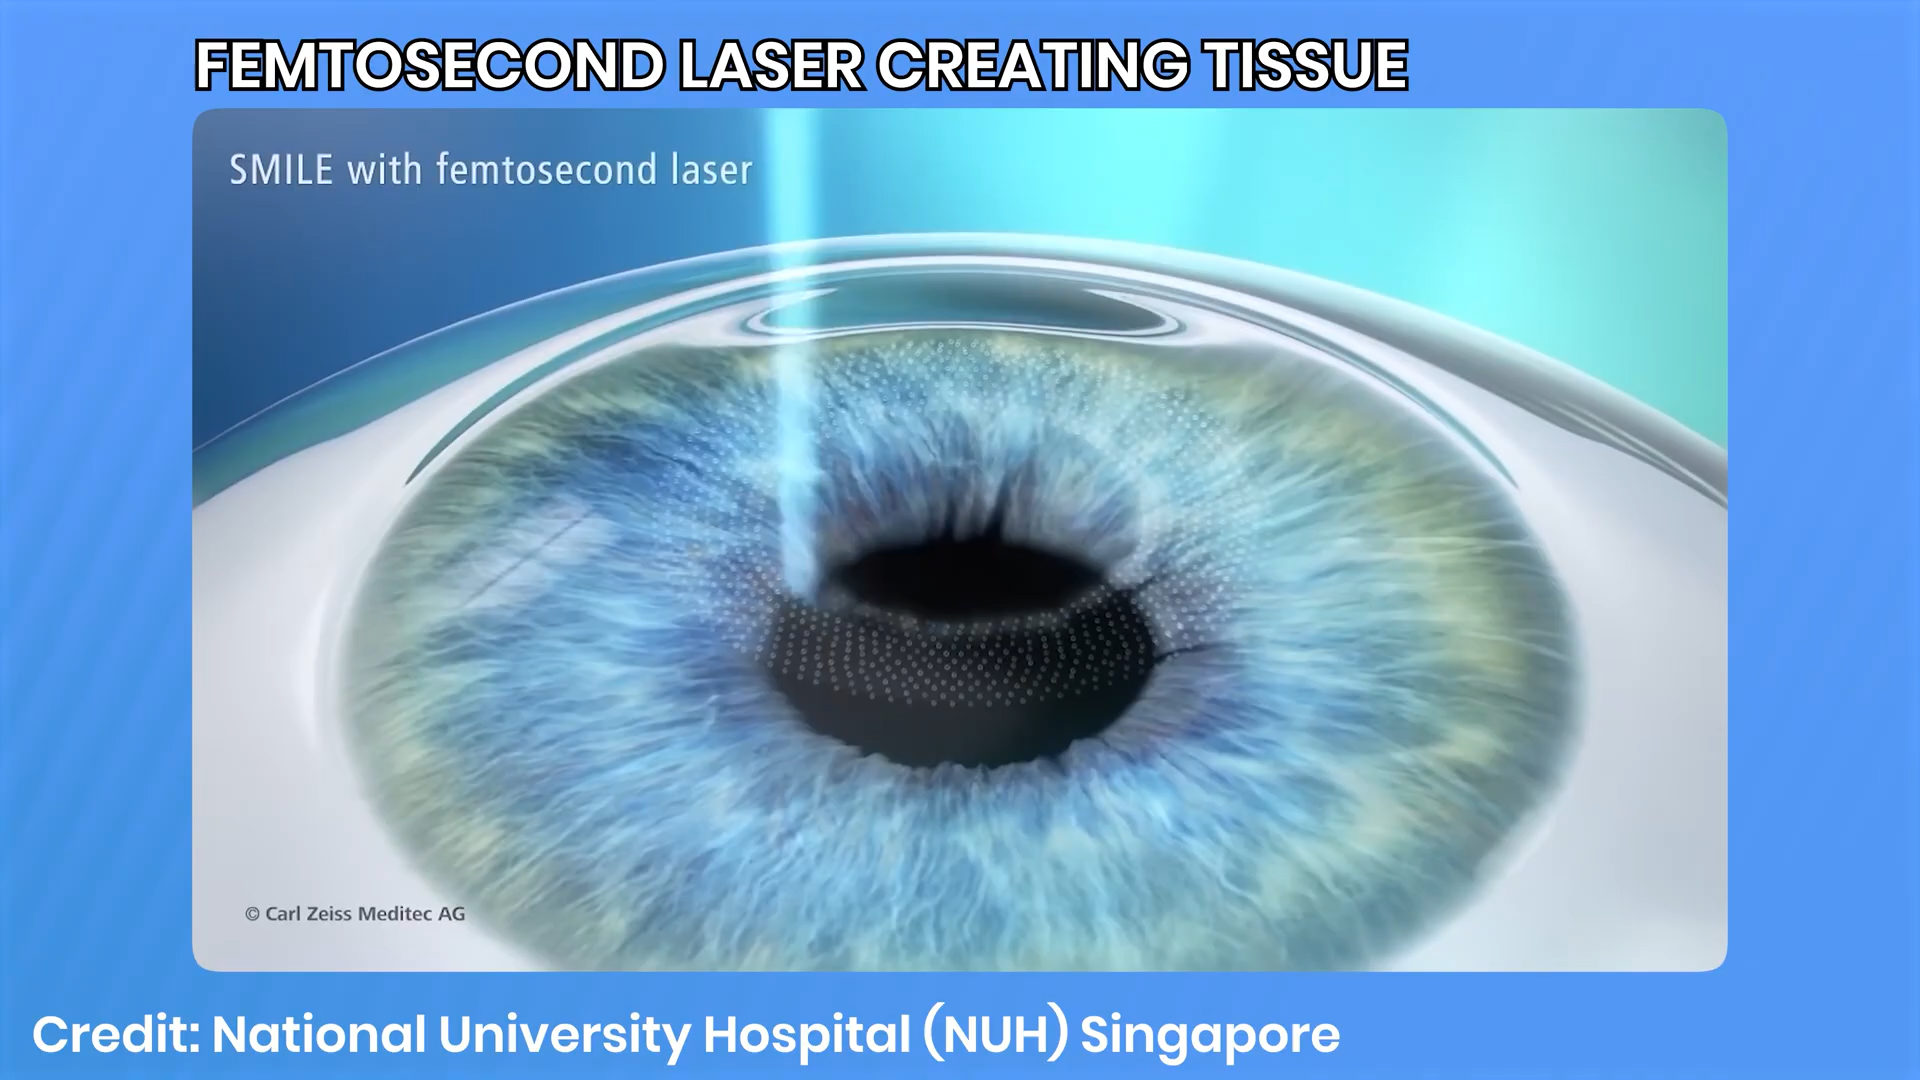 FEMTOSECOND LASER CREATING TISSUE
SMILE with femtosecond laser
© Carl Zeiss Meditec AG
Credit: National University Hospital (NUH) Singapore